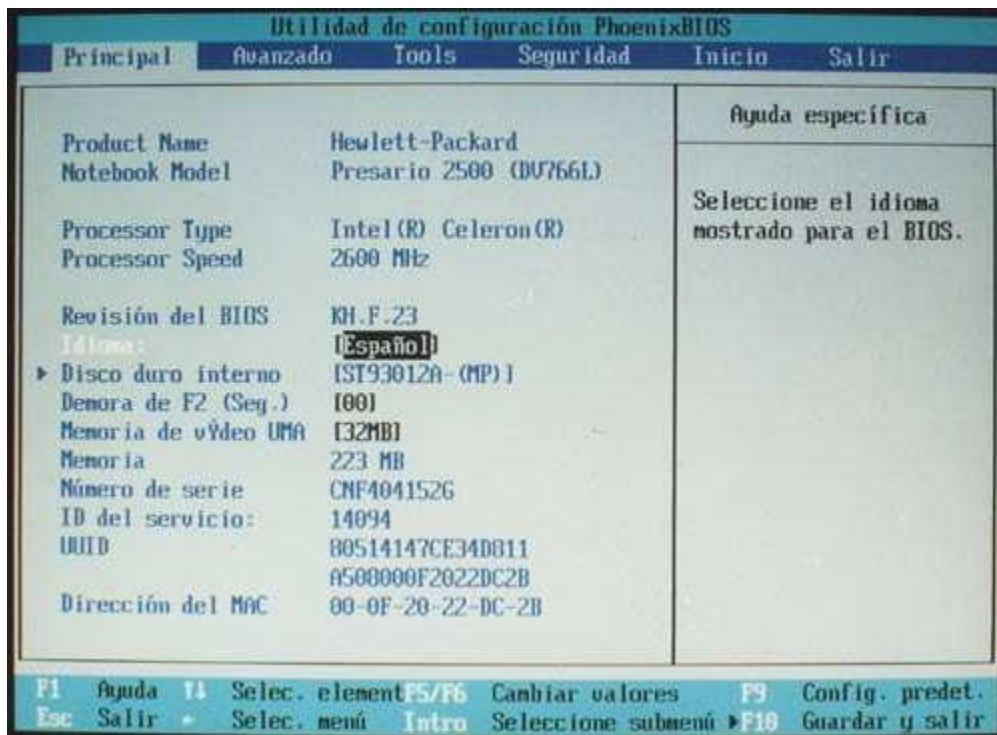 Utilidad de configuración PhoenixBIOS
Principal Avanzado Tools Seguridad Inicio Salir
Ayuda específica
Seleccione el idioma
mostrado para el BIOS.
Product Name Hewlett-Packard
Notebook Model Presario 2500 (DV766L)
Processor Type Intel(R) Celeron(R)
Processor Speed 2600 MHz
Revisión del BIOS KH.F.23
Idioma: [Español]
Disco duro interno [ST93012A-(MP)]
Demora de F2 (Seg.) [00]
Memoria de vÝdeo UMA [32MB]
Memoria 223 MB
Número de serie CNF404152G
ID del servicio: 14094
UUID 80514147CE34D811
A508000F2022DC2B
Dirección del MAC 00-0F-20-22-DC-2B
F1 Ayuda ↑↓ Selec. element F5/F6 Cambiar valores F9 Config. predet.
Esc Salir Selec. menú Intro Seleccione submenú ▶ F10 Guardar y salir